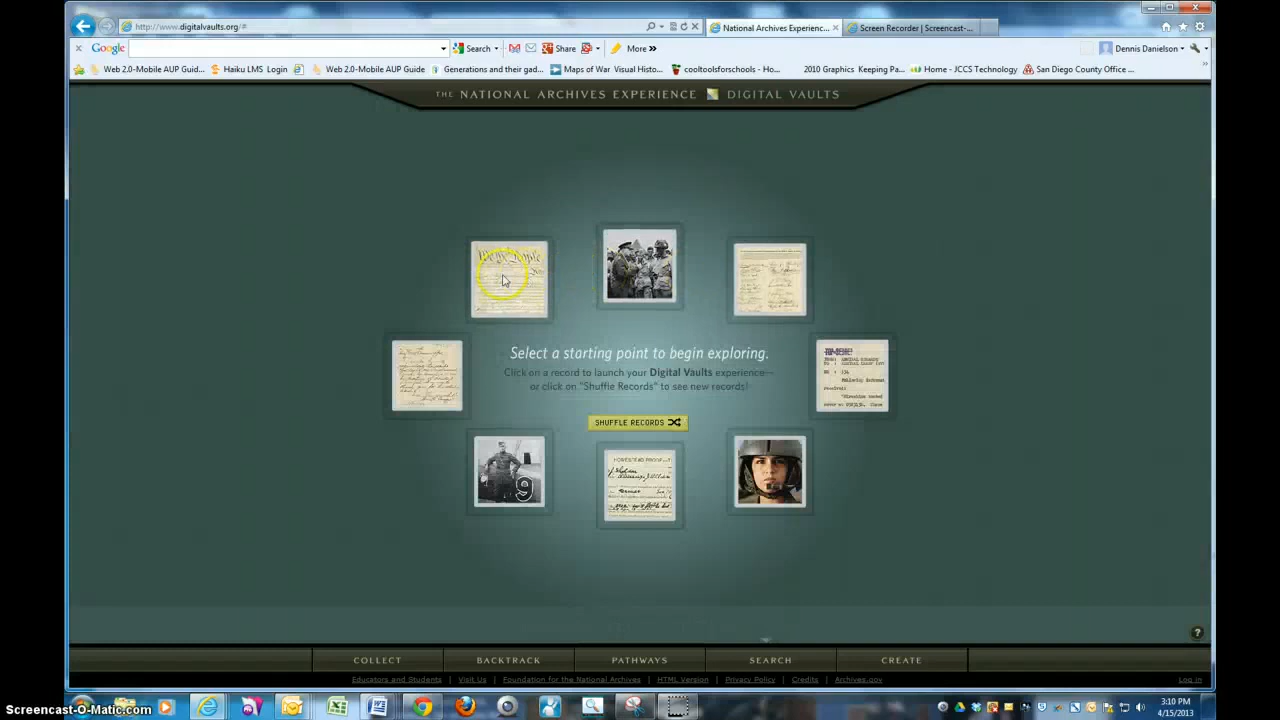 http://www.digitalvaults.org/#
National Archives Experienc...
Screen Recorder | Screencast-...
Google
Search
Share
More »
Dennis Danielson
Web 2.0-Mobile AUP Guid...
Haiku LMS Login
Web 2.0-Mobile AUP Guide
Generations and their gad...
Maps of War Visual Histo...
cooltoolsforschools - Ho...
2010 Graphics Keeping Pa...
Home - JCCS Technology
San Diego County Office ...
THE NATIONAL ARCHIVES EXPERIENCE DIGITAL VAULTS
We the People
Select a starting point to begin exploring.
Click on a record to launch your Digital Vaults experience—
or click on "Shuffle Records" to see new records!
SHUFFLE RECORDS
9
?
COLLECT
BACKTRACK
PATHWAYS
SEARCH
CREATE
Educators and Students
Visit Us
Foundation for the National Archives
HTML Version
Privacy Policy
Credits
Archives.gov
Log in
3:10 PM
4/15/2013
Screencast-O-Matic.com